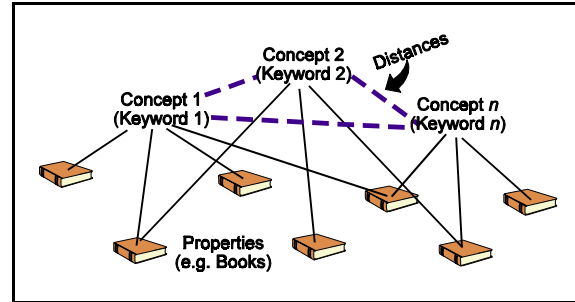 Concept 2
(Keyword 2)
Distances
Concept 1
(Keyword 1)
Concept n
(Keyword n)
Properties
(e.g. Books)